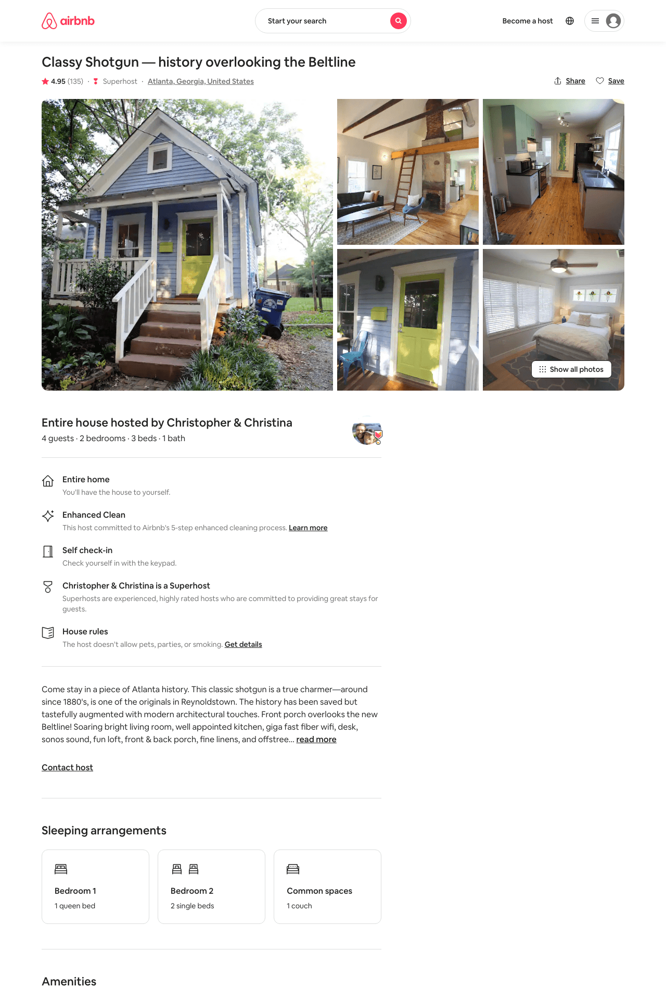 airbnb
Start your search
Become a host
Classy Shotgun — history overlooking the Beltline
4.95 (135) · Superhost · Atlanta, Georgia, United States
Share
Save
Show all photos
Entire house hosted by Christopher & Christina
4 guests · 2 bedrooms · 3 beds · 1 bath
Entire home
You’ll have the house to yourself.
Enhanced Clean
This host committed to Airbnb's 5-step enhanced cleaning process. Learn more
Self check-in
Check yourself in with the keypad.
Christopher & Christina is a Superhost
Superhosts are experienced, highly rated hosts who are committed to providing great stays for
guests.
House rules
The host doesn’t allow pets, parties, or smoking. Get details
Come stay in a piece of Atlanta history. This classic shotgun is a true charmer—around
since 1880's, is one of the originals in Reynoldstown. The history has been saved but
tastefully augmented with modern architectural touches. Front porch overlooks the new
Beltline! Soaring bright living room, well appointed kitchen, giga fast fiber wifi, desk,
sonos sound, fun loft, front & back porch, fine linens, and offstree... read more
Contact host
Sleeping arrangements
Bedroom 1
1 queen bed
Bedroom 2
2 single beds
Common spaces
1 couch
Amenities